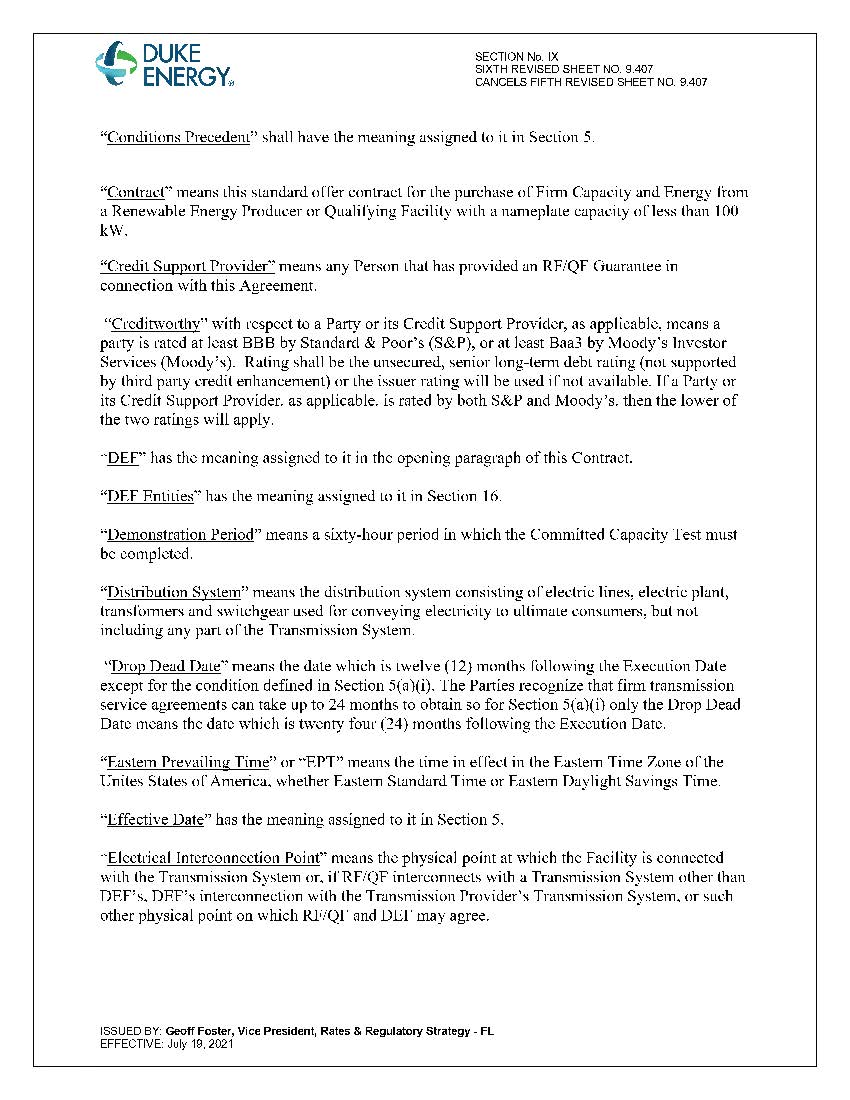 DUKE
ENERGY®
SECTION No. IX
SIXTH REVISED SHEET NO. 9.407
CANCELS FIFTH REVISED SHEET NO. 9.407
“Conditions Precedent” shall have the meaning assigned to it in Section 5.
“Contract” means this standard offer contract for the purchase of Firm Capacity and Energy from
a Renewable Energy Producer or Qualifying Facility with a nameplate capacity of less than 100
kW.
“Credit Support Provider” means any Person that has provided an RF/QF Guarantee in
connection with this Agreement.
“Creditworthy” with respect to a Party or its Credit Support Provider, as applicable, means a
party is rated at least BBB by Standard & Poor’s (S&P), or at least Baa3 by Moody’s Investor
Services (Moody’s).  Rating shall be the unsecured, senior long-term debt rating (not supported
by third party credit enhancement) or the issuer rating will be used if not available. If a Party or
its Credit Support Provider, as applicable, is rated by both S&P and Moody’s, then the lower of
the two ratings will apply.
“DEF” has the meaning assigned to it in the opening paragraph of this Contract.
“DEF Entities” has the meaning assigned to it in Section 16.
“Demonstration Period” means a sixty-hour period in which the Committed Capacity Test must
be completed.
“Distribution System” means the distribution system consisting of electric lines, electric plant,
transformers and switchgear used for conveying electricity to ultimate consumers, but not
including any part of the Transmission System.
“Drop Dead Date” means the date which is twelve (12) months following the Execution Date
except for the condition defined in Section 5(a)(i). The Parties recognize that firm transmission
service agreements can take up to 24 months to obtain so for Section 5(a)(i) only the Drop Dead
Date means the date which is twenty four (24) months following the Execution Date.
“Eastern Prevailing Time” or “EPT” means the time in effect in the Eastern Time Zone of the
Unites States of America, whether Eastern Standard Time or Eastern Daylight Savings Time.
“Effective Date” has the meaning assigned to it in Section 5.
“Electrical Interconnection Point” means the physical point at which the Facility is connected
with the Transmission System or, if RF/QF interconnects with a Transmission System other than
DEF’s, DEF’s interconnection with the Transmission Provider’s Transmission System, or such
other physical point on which RF/QF and DEF may agree.
ISSUED BY: Geoff Foster, Vice President, Rates & Regulatory Strategy - FL
EFFECTIVE: July 19, 2021